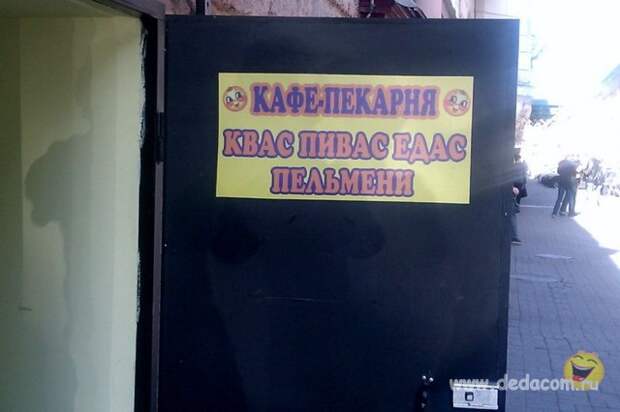 КАФЕ-ПЕКАРНЯ
КВАС ПИВАС ЕДАС
ПЕЛЬМЕНИ
www.dedacom.ru